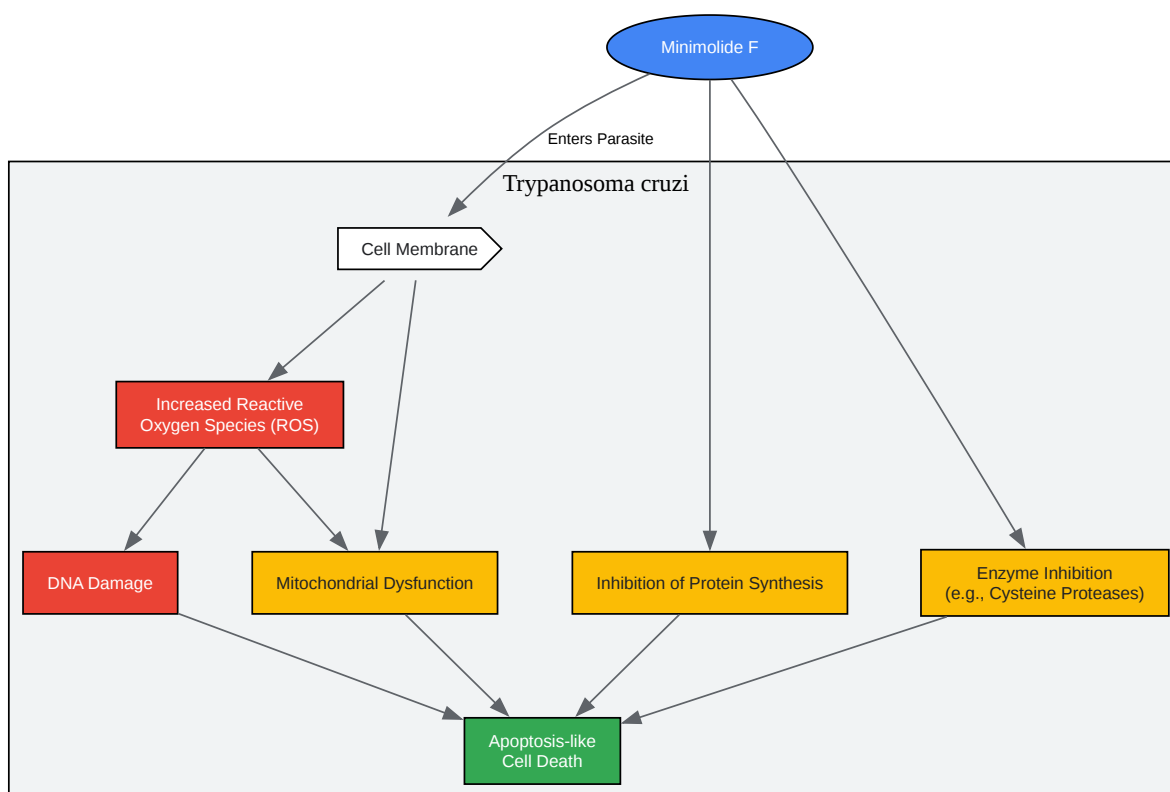 Minimolide F
Enters Parasite
Trypanosoma cruzi
Cell Membrane
Increased Reactive
Oxygen Species (ROS)
DNA Damage
Mitochondrial Dysfunction
Inhibition of Protein Synthesis
Enzyme Inhibition
(e.g., Cysteine Proteases)
Apoptosis-like
Cell Death